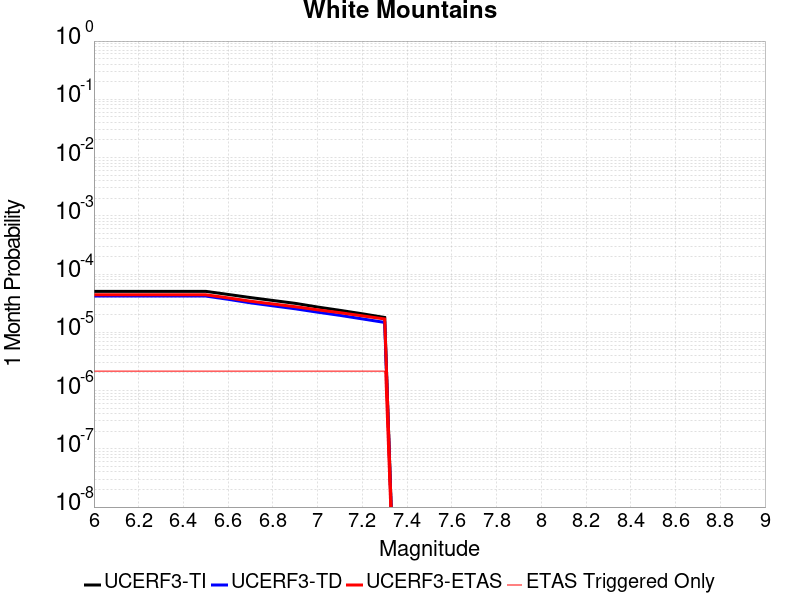 White Mountains
10^0
10^-1
10^-2
10^-3
10^-4
10^-5
10^-6
10^-7
10^-8
1 Month Probability
6 6.2 6.4 6.6 6.8 7 7.2 7.4 7.6 7.8 8 8.2 8.4 8.6 8.8 9
Magnitude
UCERF3-TI UCERF3-TD UCERF3-ETAS ETAS Triggered Only